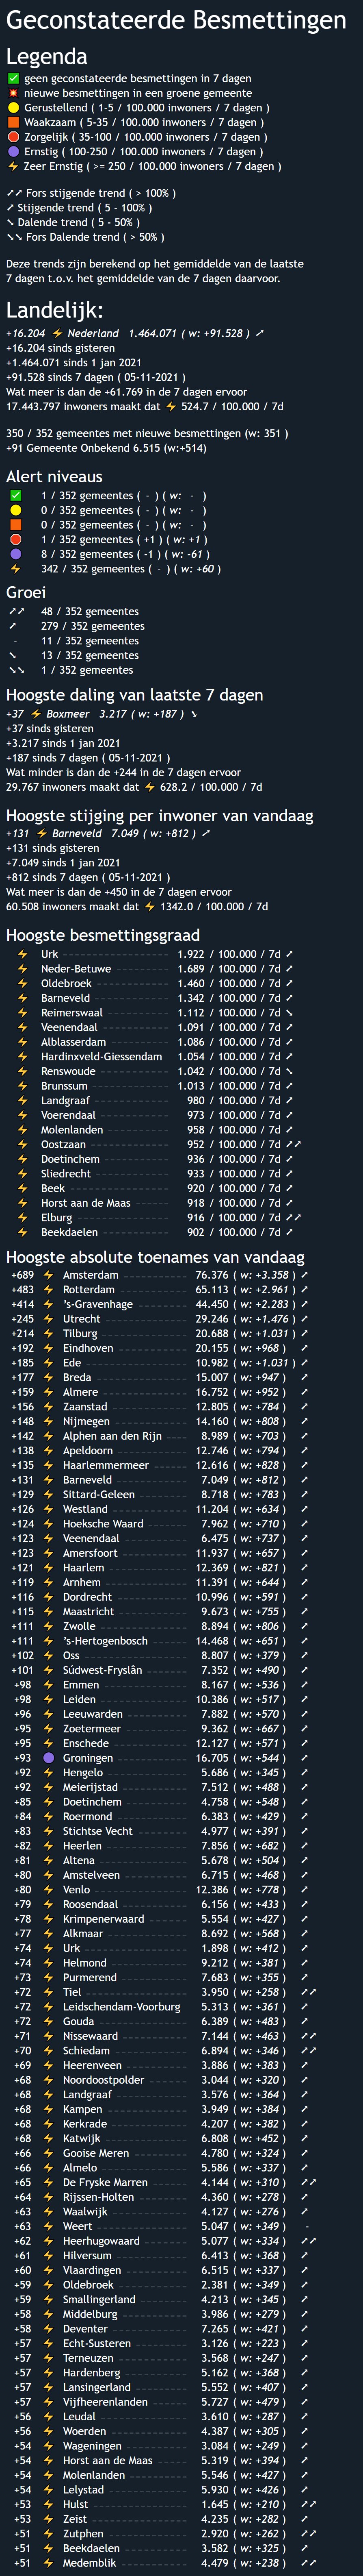 Geconstateerde Besmettingen
Legenda
✅ geen geconstateerde besmettingen in 7 dagen
💥 nieuwe besmettingen in een groene gemeente
🟡 Gerustellend ( 1-5 / 100.000 inwoners / 7 dagen )
🟧 Waakzaam ( 5-35 / 100.000 inwoners / 7 dagen )
🔴 Zorgelijk ( 35-100 / 100.000 inwoners / 7 dagen )
🟣 Ernstig ( 100-250 / 100.000 inwoners / 7 dagen )
⚡ Zeer Ernstig ( >= 250 / 100.000 inwoners / 7 dagen )
↗↗ Fors stijgende trend ( > 100% )
↗ Stijgende trend ( 5 - 100% )
↘ Dalende trend ( 5 - 50% )
↘↘ Fors Dalende trend ( > 50% )
Deze trends zijn berekend op het gemiddelde van de laatste
7 dagen t.o.v. het gemiddelde van de 7 dagen daarvoor.
Landelijk:
+16.204 ⚡ Nederland 1.464.071 ( w: +91.528 ) ↗
+16.204 sinds gisteren
+1.464.071 sinds 1 jan 2021
+91.528 sinds 7 dagen ( 05-11-2021 )
Wat meer is dan de +61.769 in de 7 dagen ervoor
17.443.797 inwoners maakt dat ⚡ 524.7 / 100.000 / 7d
350 / 352 gemeentes met nieuwe besmettingen (w: 351 )
+91 Gemeente Onbekend 6.515 (w:+514)
Alert niveaus
✅ 1 / 352 gemeentes ( - ) ( w: - )
🟡 0 / 352 gemeentes ( - ) ( w: - )
🟧 0 / 352 gemeentes ( - ) ( w: - )
🔴 1 / 352 gemeentes ( +1 ) ( w: +1 )
🟣 8 / 352 gemeentes ( -1 ) ( w: -61 )
⚡ 342 / 352 gemeentes ( - ) ( w: +60 )
Groei
↗↗ 48 / 352 gemeentes
↗ 279 / 352 gemeentes
- 11 / 352 gemeentes
↘ 13 / 352 gemeentes
↘↘ 1 / 352 gemeentes
Hoogste daling van laatste 7 dagen
+37 ⚡ Boxmeer 3.217 ( w: +187 ) ↘
+37 sinds gisteren
+3.217 sinds 1 jan 2021
+187 sinds 7 dagen ( 05-11-2021 )
Wat minder is dan de +244 in de 7 dagen ervoor
29.767 inwoners maakt dat ⚡ 628.2 / 100.000 / 7d
Hoogste stijging per inwoner van vandaag
+131 ⚡ Barneveld 7.049 ( w: +812 ) ↗
+131 sinds gisteren
+7.049 sinds 1 jan 2021
+812 sinds 7 dagen ( 05-11-2021 )
Wat meer is dan de +450 in de 7 dagen ervoor
60.508 inwoners maakt dat ⚡ 1342.0 / 100.000 / 7d
Hoogste besmettingsgraad
⚡ Urk 1.922 / 100.000 / 7d ↗
⚡ Neder-Betuwe 1.689 / 100.000 / 7d ↗
⚡ Oldebroek 1.460 / 100.000 / 7d ↗
⚡ Barneveld 1.342 / 100.000 / 7d ↗
⚡ Reimerswaal 1.112 / 100.000 / 7d ↘
⚡ Veenendaal 1.091 / 100.000 / 7d ↗
⚡ Alblasserdam 1.086 / 100.000 / 7d ↗
⚡ Hardinxveld-Giessendam 1.054 / 100.000 / 7d ↗
⚡ Renswoude 1.042 / 100.000 / 7d ↘
⚡ Brunssum 1.013 / 100.000 / 7d ↗
⚡ Landgraaf 980 / 100.000 / 7d ↗
⚡ Voerendaal 973 / 100.000 / 7d ↗
⚡ Molenlanden 958 / 100.000 / 7d ↗
⚡ Oostzaan 952 / 100.000 / 7d ↗↗
⚡ Doetinchem 936 / 100.000 / 7d ↗
⚡ Sliedrecht 933 / 100.000 / 7d ↗
⚡ Beek 920 / 100.000 / 7d ↗
⚡ Horst aan de Maas 918 / 100.000 / 7d ↗
⚡ Elburg 916 / 100.000 / 7d ↗↗
⚡ Beekdaelen 902 / 100.000 / 7d ↗
Hoogste absolute toenames van vandaag
+689 ⚡ Amsterdam 76.376 ( w: +3.358 ) ↗
+483 ⚡ Rotterdam 65.113 ( w: +2.961 ) ↗
+414 ⚡ 's-Gravenhage 44.450 ( w: +2.283 ) ↗
+245 ⚡ Utrecht 29.246 ( w: +1.476 ) ↗
+214 ⚡ Tilburg 20.688 ( w: +1.031 ) ↗
+192 ⚡ Eindhoven 20.155 ( w: +968 ) ↗
+185 ⚡ Ede 10.982 ( w: +1.031 ) ↗
+177 ⚡ Breda 15.007 ( w: +947 ) ↗
+159 ⚡ Almere 16.752 ( w: +952 ) ↗
+156 ⚡ Zaanstad 12.805 ( w: +784 ) ↗
+148 ⚡ Nijmegen 14.160 ( w: +808 ) ↗
+142 ⚡ Alphen aan den Rijn 8.989 ( w: +703 ) ↗
+138 ⚡ Apeldoorn 12.746 ( w: +794 ) ↗
+135 ⚡ Haarlemmermeer 12.616 ( w: +828 ) ↗
+131 ⚡ Barneveld 7.049 ( w: +812 ) ↗
+129 ⚡ Sittard-Geleen 8.718 ( w: +783 ) ↗
+126 ⚡ Westland 11.204 ( w: +634 ) ↗
+124 ⚡ Hoeksche Waard 7.962 ( w: +710 ) ↗
+123 ⚡ Veenendaal 6.475 ( w: +737 ) ↗
+123 ⚡ Amersfoort 11.937 ( w: +657 ) ↗
+121 ⚡ Haarlem 12.369 ( w: +821 ) ↗
+119 ⚡ Arnhem 11.391 ( w: +644 ) ↗
+116 ⚡ Dordrecht 10.996 ( w: +591 ) ↗
+115 ⚡ Maastricht 9.673 ( w: +755 ) ↗
+111 ⚡ Zwolle 8.894 ( w: +806 ) ↗
+111 ⚡ 's-Hertogenbosch 14.468 ( w: +651 ) ↗
+102 ⚡ Oss 8.807 ( w: +379 ) ↗
+101 ⚡ Súdwest-Fryslân 7.352 ( w: +490 ) ↗
+98 ⚡ Emmen 8.167 ( w: +536 ) ↗
+98 ⚡ Leiden 10.386 ( w: +517 ) ↗
+96 ⚡ Leeuwarden 7.882 ( w: +570 ) ↗
+95 ⚡ Zoetermeer 9.362 ( w: +667 ) ↗
+95 ⚡ Enschede 12.127 ( w: +571 ) ↗
+93 🟣 Groningen 16.705 ( w: +544 ) ↗
+92 ⚡ Hengelo 5.686 ( w: +345 ) ↗
+92 ⚡ Meierijstad 7.512 ( w: +488 ) ↗
+85 ⚡ Doetinchem 4.758 ( w: +548 ) ↗
+84 ⚡ Roermond 6.383 ( w: +429 ) ↗
+83 ⚡ Stichtse Vecht 4.977 ( w: +391 ) ↗
+82 ⚡ Heerlen 7.856 ( w: +682 ) ↗
+81 ⚡ Altena 5.678 ( w: +504 ) ↗
+80 ⚡ Amstelveen 6.715 ( w: +468 ) ↗
+80 ⚡ Venlo 12.386 ( w: +778 ) ↗
+79 ⚡ Roosendaal 6.156 ( w: +433 ) ↗
+78 ⚡ Krimpenerwaard 5.554 ( w: +427 ) ↗
+77 ⚡ Alkmaar 8.692 ( w: +568 ) ↗
+74 ⚡ Urk 1.898 ( w: +412 ) ↗
+74 ⚡ Helmond 9.212 ( w: +381 ) ↗
+73 ⚡ Purmerend 7.683 ( w: +355 ) ↗
+72 ⚡ Tiel 3.950 ( w: +258 ) ↗↗
+72 ⚡ Leidschendam-Voorburg 5.313 ( w: +361 ) ↗
+72 ⚡ Gouda 6.389 ( w: +483 ) ↗
+71 ⚡ Nissewaard 7.144 ( w: +463 ) ↗↗
+70 ⚡ Schiedam 6.894 ( w: +346 ) ↗↗
+69 ⚡ Heerenveen 3.886 ( w: +383 ) ↗
+68 ⚡ Noordoostpolder 3.044 ( w: +320 ) ↗
+68 ⚡ Landgraaf 3.576 ( w: +364 ) ↗
+68 ⚡ Kampen 3.949 ( w: +384 ) ↗
+68 ⚡ Kerkrade 4.207 ( w: +382 ) ↗
+68 ⚡ Katwijk 6.808 ( w: +452 ) ↗
+66 ⚡ Gooise Meren 4.780 ( w: +324 ) ↗
+66 ⚡ Almelo 5.586 ( w: +337 ) ↗
+65 ⚡ De Fryske Marren 4.144 ( w: +310 ) ↗↗
+64 ⚡ Rijssen-Holten 4.360 ( w: +278 ) ↗
+63 ⚡ Waalwijk 4.127 ( w: +276 ) ↗
+63 ⚡ Weert 5.047 ( w: +349 ) -
+62 ⚡ Heerhugowaard 5.077 ( w: +334 ) ↗↗
+61 ⚡ Hilversum 6.413 ( w: +368 ) ↗
+60 ⚡ Vlaardingen 6.515 ( w: +337 ) ↗
+59 ⚡ Oldebroek 2.381 ( w: +349 ) ↗
+59 ⚡ Smallingerland 4.213 ( w: +345 ) ↗
+58 ⚡ Middelburg 3.986 ( w: +279 ) ↗
+58 ⚡ Deventer 7.265 ( w: +421 ) ↗
+57 ⚡ Echt-Susteren 3.126 ( w: +223 ) ↗
+57 ⚡ Terneuzen 3.568 ( w: +247 ) ↗
+57 ⚡ Hardenberg 5.162 ( w: +368 ) ↗
+57 ⚡ Lansingerland 5.552 ( w: +407 ) ↗
+57 ⚡ Vijfheerenlanden 5.727 ( w: +479 ) ↗
+56 ⚡ Leudal 3.610 ( w: +287 ) ↗
+56 ⚡ Woerden 4.387 ( w: +305 ) ↗
+54 ⚡ Wageningen 3.084 ( w: +249 ) ↗
+54 ⚡ Horst aan de Maas 5.319 ( w: +394 ) ↗
+54 ⚡ Molenlanden 5.546 ( w: +427 ) ↗
+54 ⚡ Lelystad 5.930 ( w: +426 ) ↗
+53 ⚡ Hulst 1.645 ( w: +210 ) ↗↗
+53 ⚡ Zeist 4.235 ( w: +282 ) ↗
+51 ⚡ Zutphen 2.920 ( w: +262 ) ↗↗
+51 ⚡ Beekdaelen 3.582 ( w: +325 ) ↗
+51 ⚡ Medemblik 4.479 ( w: +238 ) ↗↗